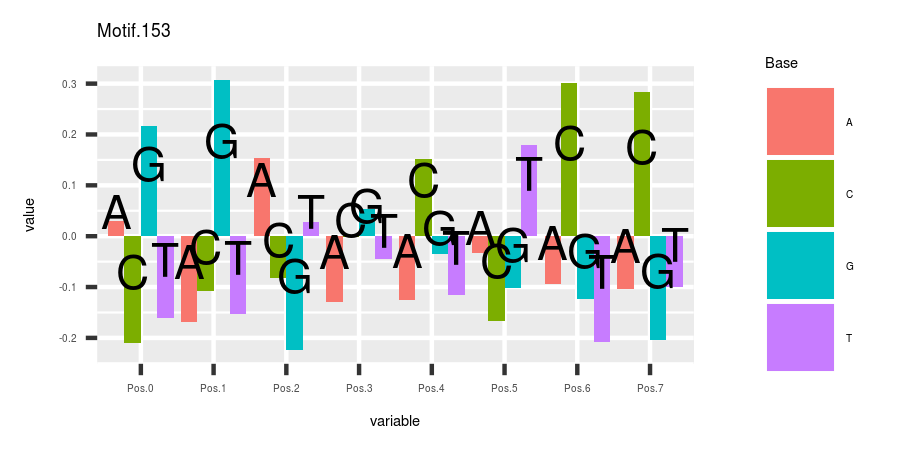 Motif.153
Base
0.3
0.2
0.1
0.0
-0.1
-0.2
value
A C G T A C G T A C G T A C G T A C G T A C G T A C G T A C G T
Pos.0 Pos.1 Pos.2 Pos.3 Pos.4 Pos.5 Pos.6 Pos.7
variable
A
C
G
T